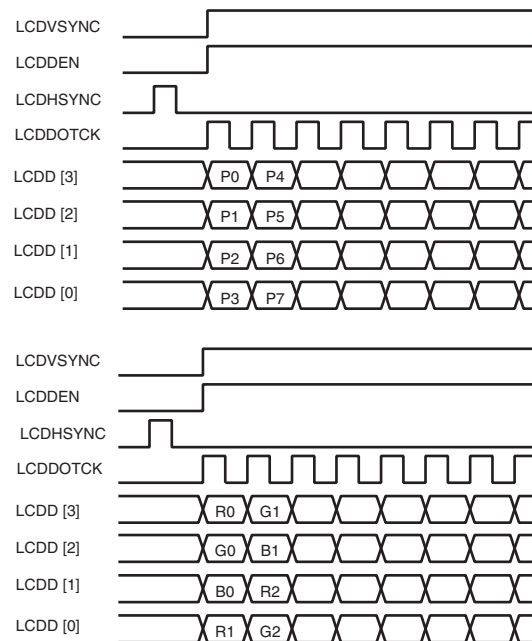 LCDVSYNC
LCDDEN
LCDHSYNC
LCDDOTCK
LCDD [3] P0 P4
LCDD [2] P1 P5
LCDD [1] P2 P6
LCDD [0] P3 P7
LCDVSYNC
LCDDEN
LCDHSYNC
LCDDOTCK
LCDD [3] R0 G1
LCDD [2] G0 B1
LCDD [1] B0 R2
LCDD [0] R1 G2